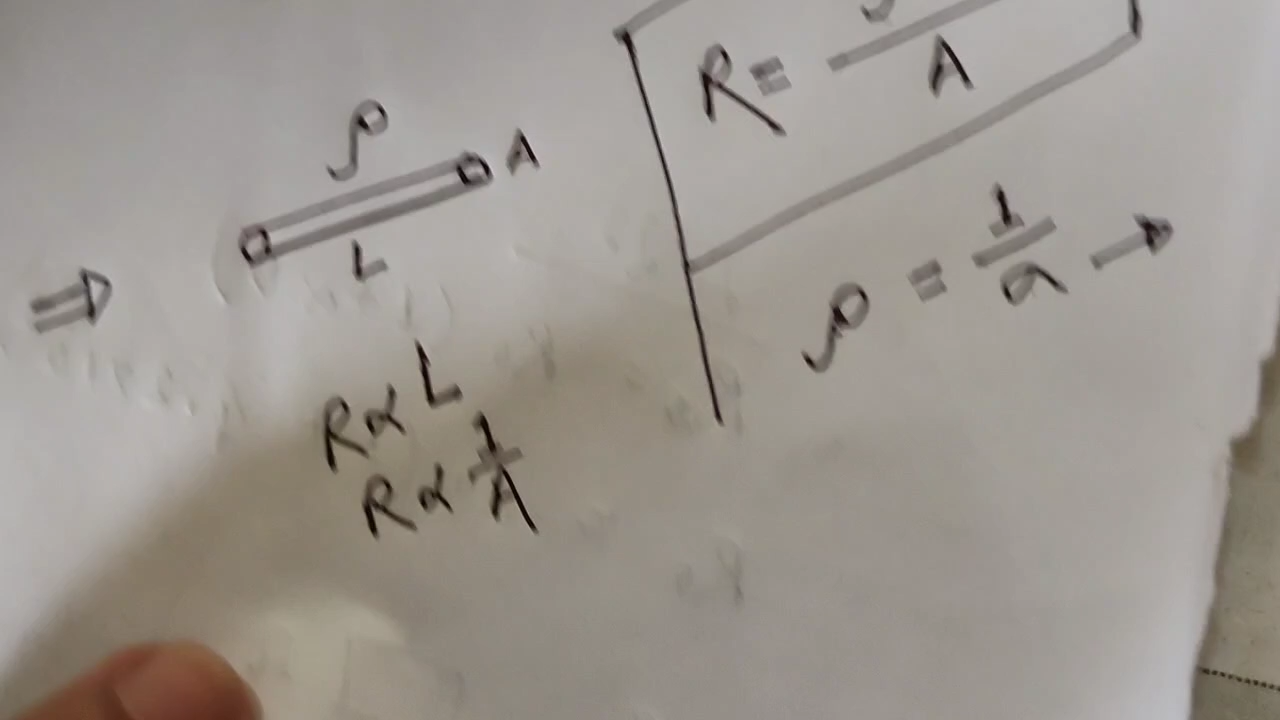 ρ
A
L
⇒
R ∝ L
R ∝ 1/A
R = ρ/A
ρ = 1/σ →